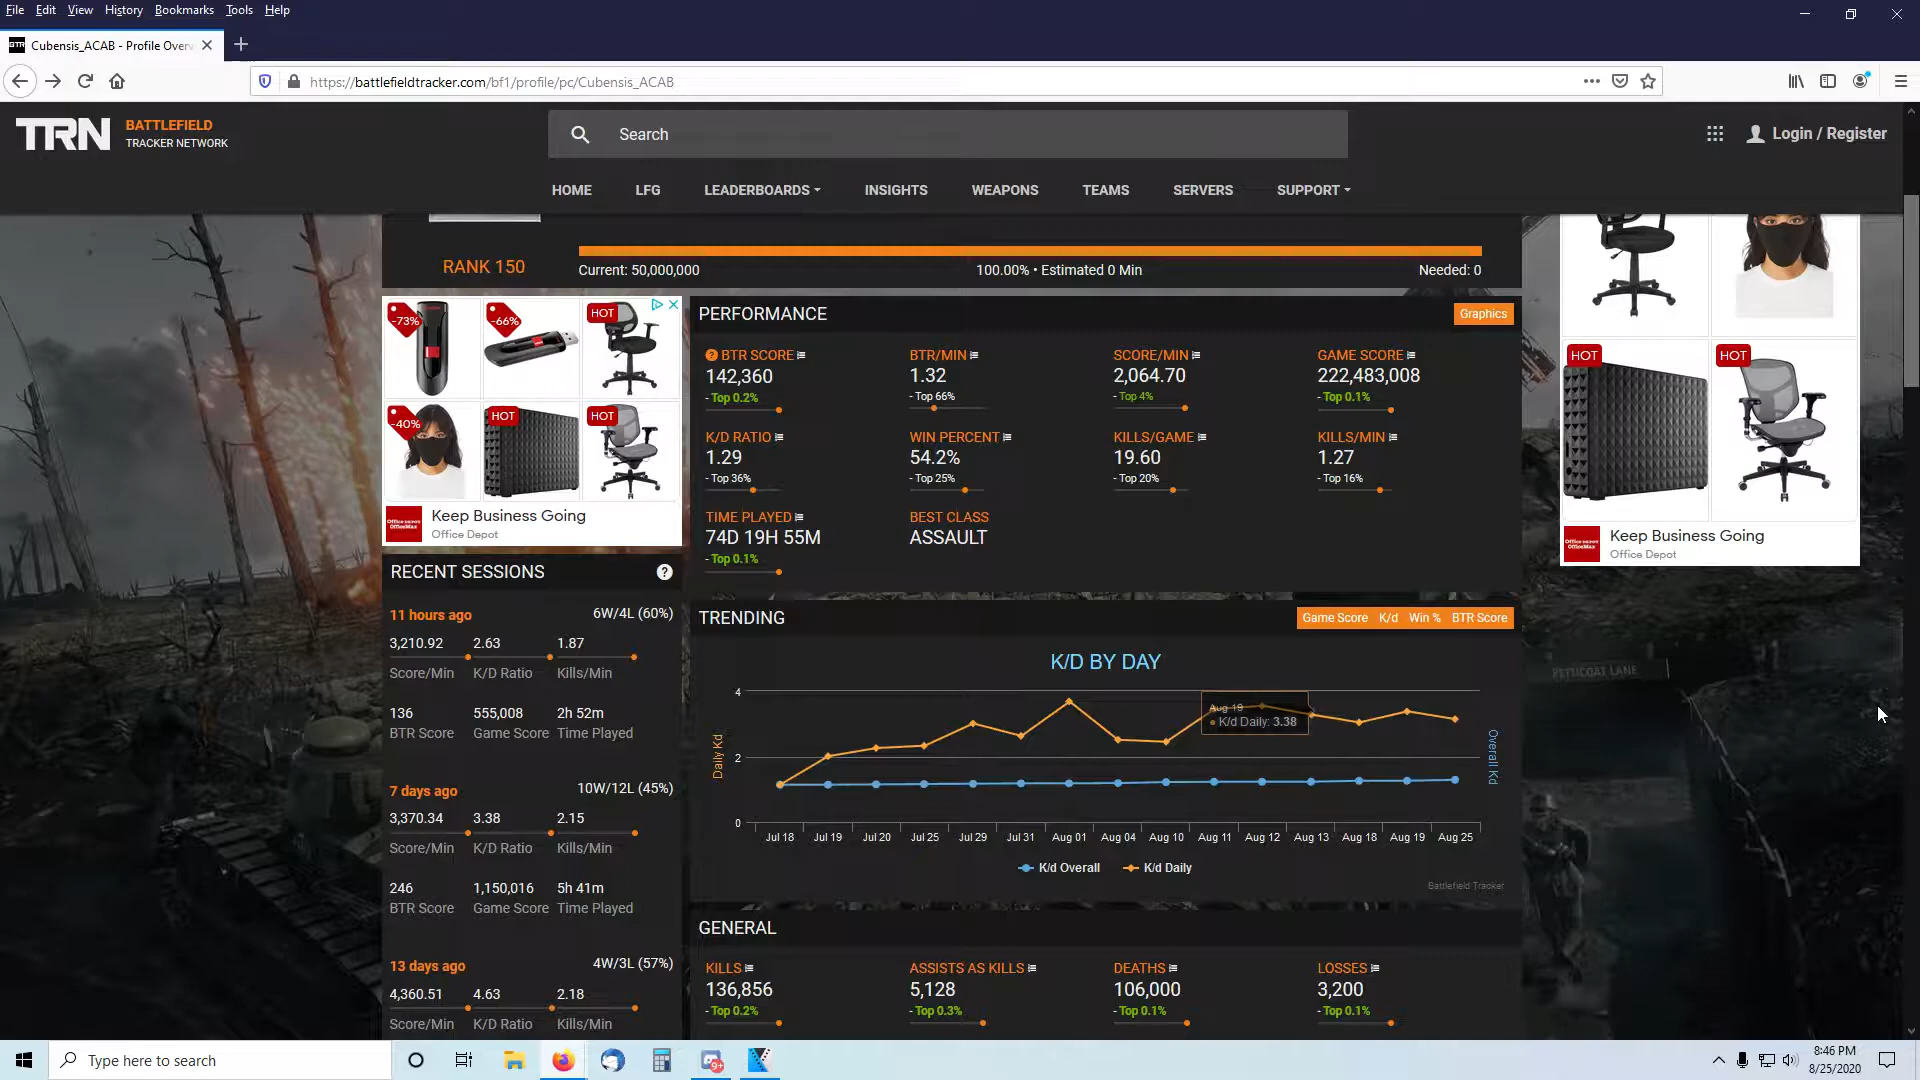 File Edit View History Bookmarks Tools Help
Cubensis_ACAB - Profile Over
https://battlefieldtracker.com/bf1/profile/pc/Cubensis_ACAB
TRN BATTLEFIELD
TRACKER NETWORK
Search
Login / Register
HOME LFG LEADERBOARDS INSIGHTS WEAPONS TEAMS SERVERS SUPPORT
RANK 150
Current: 50,000,000 100.00% • Estimated 0 Min Needed: 0
-73% -66% HOT
-40% HOT HOT
Keep Business Going
Office Depot
PERFORMANCE Graphics
BTR SCORE BTR/MIN SCORE/MIN GAME SCORE
142,360 1.32 2,064.70 222,483,008
- Top 0.2% - Top 66% - Top 4% - Top 0.1%
K/D RATIO WIN PERCENT KILLS/GAME KILLS/MIN
1.29 54.2% 19.60 1.27
- Top 36% - Top 25% - Top 20% - Top 16%
TIME PLAYED BEST CLASS
74D 19H 55M ASSAULT
- Top 0.1%
HOT HOT
Keep Business Going
Office Depot
PETTICOAT LANE
RECENT SESSIONS
11 hours ago 6W/4L (60%)
3,210.92 2.63 1.87
Score/Min K/D Ratio Kills/Min
136 555,008 2h 52m
BTR Score Game Score Time Played
7 days ago 10W/12L (45%)
3,370.34 3.38 2.15
Score/Min K/D Ratio Kills/Min
246 1,150,016 5h 41m
BTR Score Game Score Time Played
13 days ago 4W/3L (57%)
4,360.51 4.63 2.18
Score/Min K/D Ratio Kills/Min
TRENDING Game Score K/d Win % BTR Score
K/D BY DAY
4
2
0
Daily Kd
Overall Kd
Aug 19
K/d Daily: 3.38
Jul 18 Jul 19 Jul 20 Jul 25 Jul 29 Jul 31 Aug 01 Aug 04 Aug 10 Aug 11 Aug 12 Aug 13 Aug 18 Aug 19 Aug 25
K/d Overall K/d Daily
Battlefield Tracker
GENERAL
KILLS ASSISTS AS KILLS DEATHS LOSSES
136,856 5,128 106,000 3,200
- Top 0.2% - Top 0.3% - Top 0.1% - Top 0.1%
Type here to search
9+
8:46 PM
8/25/2020